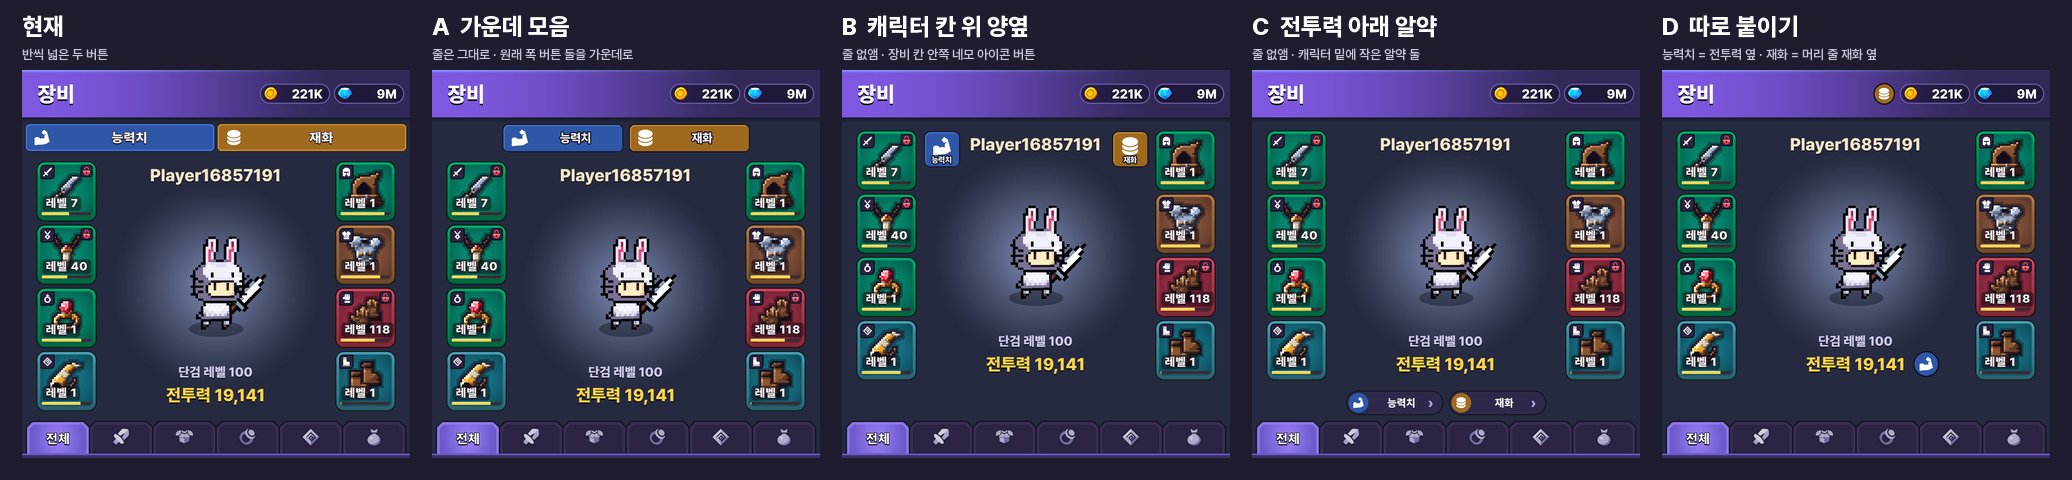 현재
반씩 넓은 두 버튼
장비
221K
9M
능력치
재화
Player16857191
레벨 7
레벨 1
레벨 40
레벨 1
레벨 1
레벨 118
레벨 1
레벨 1
단검 레벨 100
전투력 19,141
전체
A 가운데 모음
줄은 그대로 · 원래 폭 버튼 둘을 가운데로
장비
221K
9M
능력치
재화
Player16857191
레벨 7
레벨 1
레벨 40
레벨 1
레벨 1
레벨 118
레벨 1
레벨 1
단검 레벨 100
전투력 19,141
전체
B 캐릭터 칸 위 양옆
줄 없앰 · 장비 칸 안쪽 네모 아이콘 버튼
장비
221K
9M
능력치
Player16857191
재화
레벨 7
레벨 1
레벨 40
레벨 1
레벨 1
레벨 118
레벨 1
레벨 1
단검 레벨 100
전투력 19,141
전체
C 전투력 아래 알약
줄 없앰 · 캐릭터 밑에 작은 알약 둘
장비
221K
9M
Player16857191
레벨 7
레벨 1
레벨 40
레벨 1
레벨 1
레벨 118
레벨 1
레벨 1
단검 레벨 100
전투력 19,141
능력치 ›
재화 ›
전체
D 따로 붙이기
능력치 = 전투력 옆 · 재화 = 머리 줄 재화 옆
장비
221K
9M
Player16857191
레벨 7
레벨 1
레벨 40
레벨 1
레벨 1
레벨 118
레벨 1
레벨 1
단검 레벨 100
전투력 19,141
전체